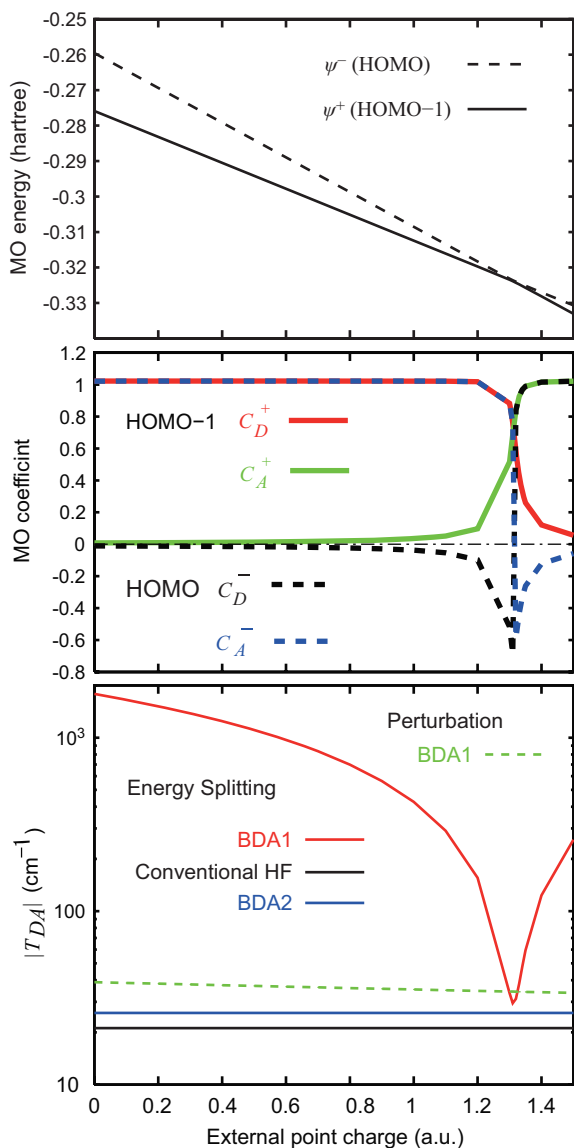 -0.25
-0.26
-0.27
-0.28
-0.29
-0.3
-0.31
-0.32
-0.33
MO energy (hartree)
ψ⁻ (HOMO)
ψ⁺ (HOMO−1)
1.2
1
0.8
0.6
0.4
0.2
0
-0.2
-0.4
-0.6
-0.8
MO coefficint
HOMO−1 C_D^+
C_A^+
HOMO C_D^−
C_A^−
10³
100
10
|T_DA| (cm⁻¹)
Perturbation
BDA1
Energy Splitting
BDA1
Conventional HF
BDA2
0 0.2 0.4 0.6 0.8 1 1.2 1.4
External point charge (a.u.)